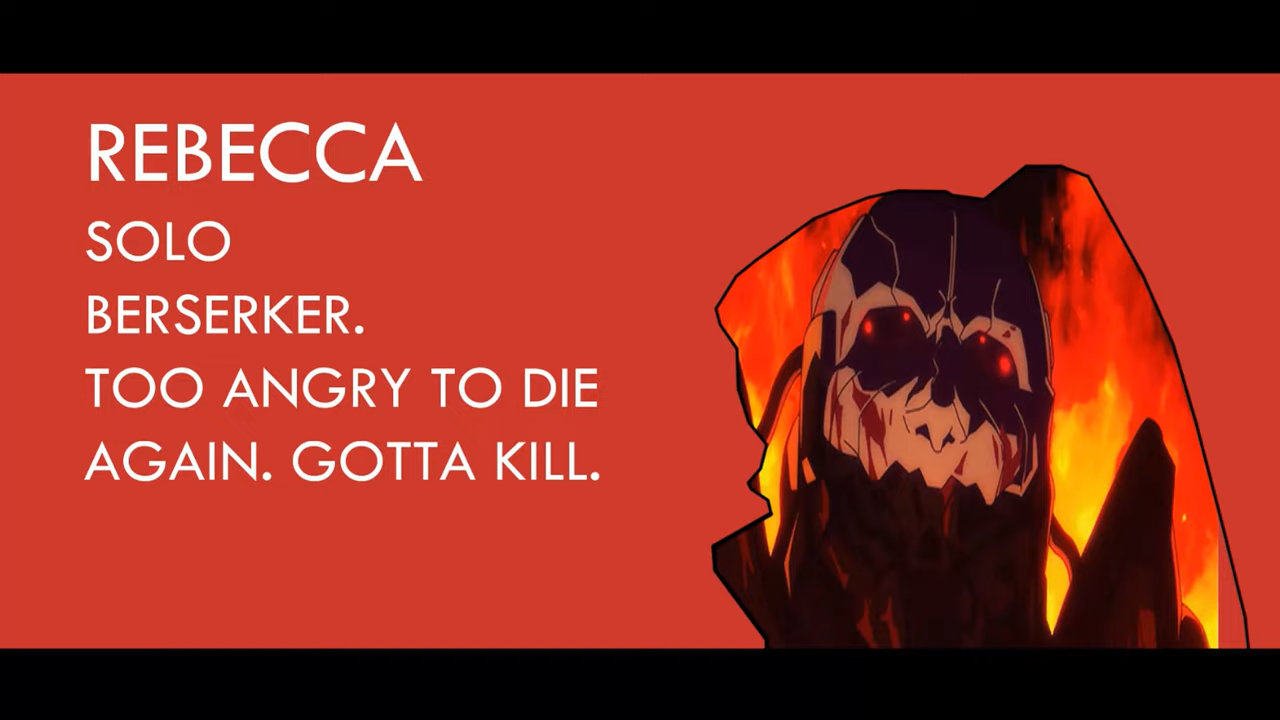 REBECCA
SOLO
BERSERKER.
TOO ANGRY TO DIE
AGAIN. GOTTA KILL.